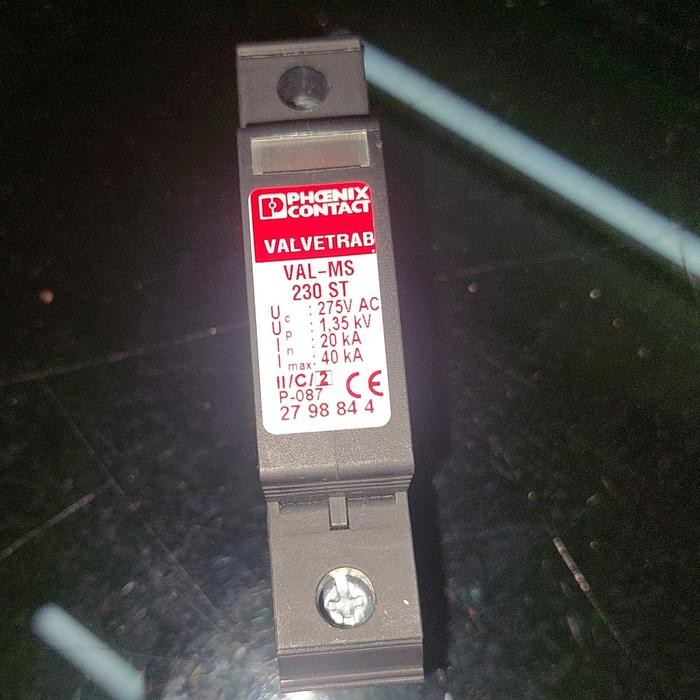 PHŒNIX
CONTACT
VALVETRAB
VAL-MS
230 ST
Uc : 275V AC
Up : 1,35 kV
In : 20 kA
Imax: 40 kA
II/C/2 CE
P-087
27 98 84 4